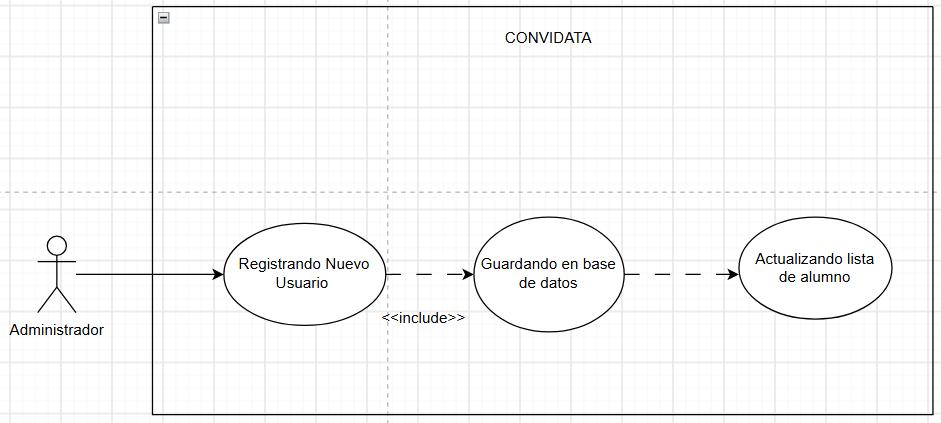 CONVIDATA
Registrando Nuevo
Usuario
Guardando en base
de datos
Actualizando lista
de alumno
<<include>>
Administrador